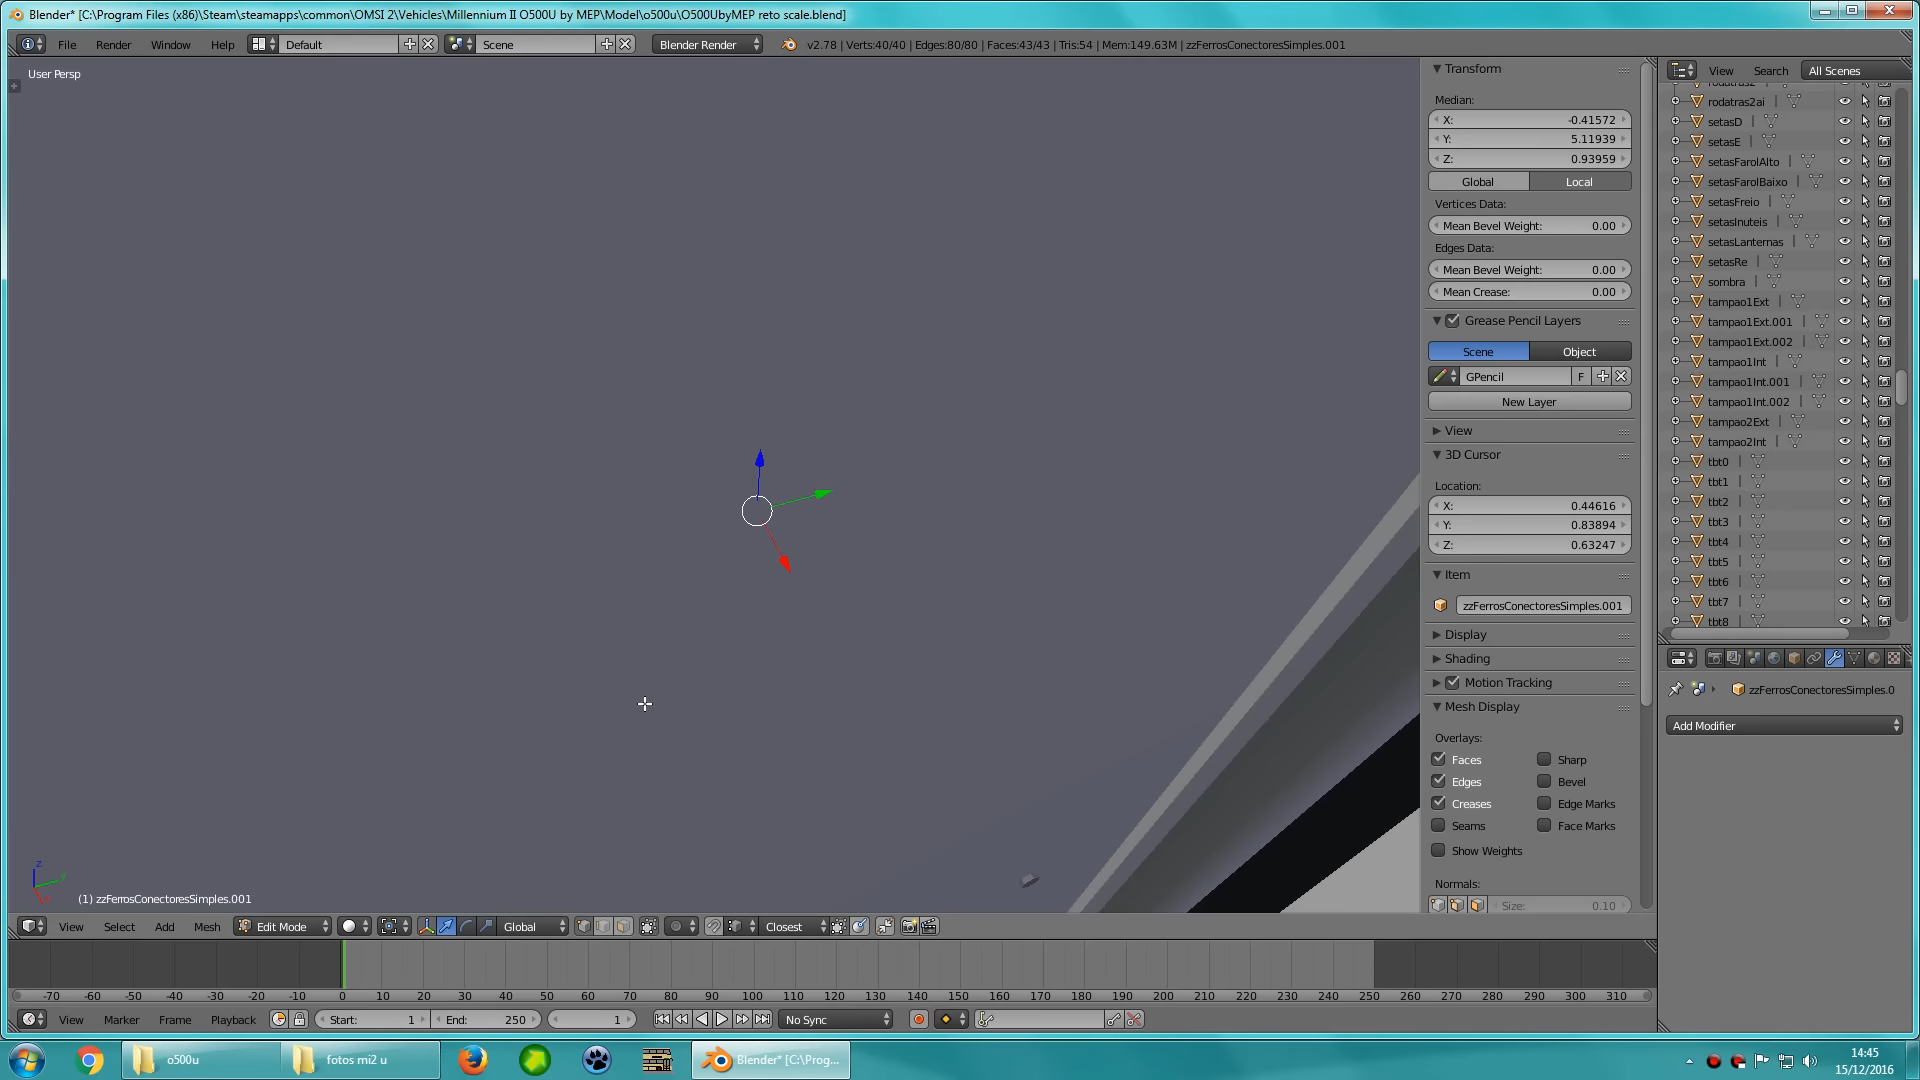 Blender* [C:\Program Files (x86)\Steam\steamapps\common\OMSI 2\Vehicles\Millennium II O500U by MEP\Model\o500u\O500UbyMEP reto scale.blend]
File Render Window Help Default Scene Blender Render v2.78 | Verts:40/40 | Edges:80/80 | Faces:43/43 | Tris:54 | Mem:149.63M | zzFerrosConectoresSimples.001
User Persp
(1) zzFerrosConectoresSimples.001
Transform
Median:
X: -0.41572
Y: 5.11939
Z: 0.93959
Global Local
Vertices Data:
Mean Bevel Weight: 0.00
Edges Data:
Mean Bevel Weight: 0.00
Mean Crease: 0.00
Grease Pencil Layers
Scene Object
GPencil F
New Layer
View
3D Cursor
Location:
X: 0.44616
Y: 0.83894
Z: 0.63247
Item
zzFerrosConectoresSimples.001
Display
Shading
Motion Tracking
Mesh Display
Overlays:
Faces Sharp
Edges Bevel
Creases Edge Marks
Seams Face Marks
Show Weights
Normals:
Size: 0.10
View Search All Scenes
rodatras2
rodatras2ai
setasD
setasE
setasFarolAlto
setasFarolBaixo
setasFreio
setasInuteis
setasLanternas
setasRe
sombra
tampao1Ext
tampao1Ext.001
tampao1Ext.002
tampao1Int
tampao1Int.001
tampao1Int.002
tampao2Ext
tampao2Int
tbt0
tbt1
tbt2
tbt3
tbt4
tbt5
tbt6
tbt7
tbt8
zzFerrosConectoresSimples.0
Add Modifier
View Select Add Mesh Edit Mode Global Closest
-70 -60 -50 -40 -30 -20 -10 0 10 20 30 40 50 60 70 80 90 100 110 120 130 140 150 160 170 180 190 200 210 220 230 240 250 260 270 280 290 300 310
View Marker Frame Playback Start: 1 End: 250 1 No Sync
o500u fotos mi2 u Blender* [C:\Prog...
14:45
15/12/2016